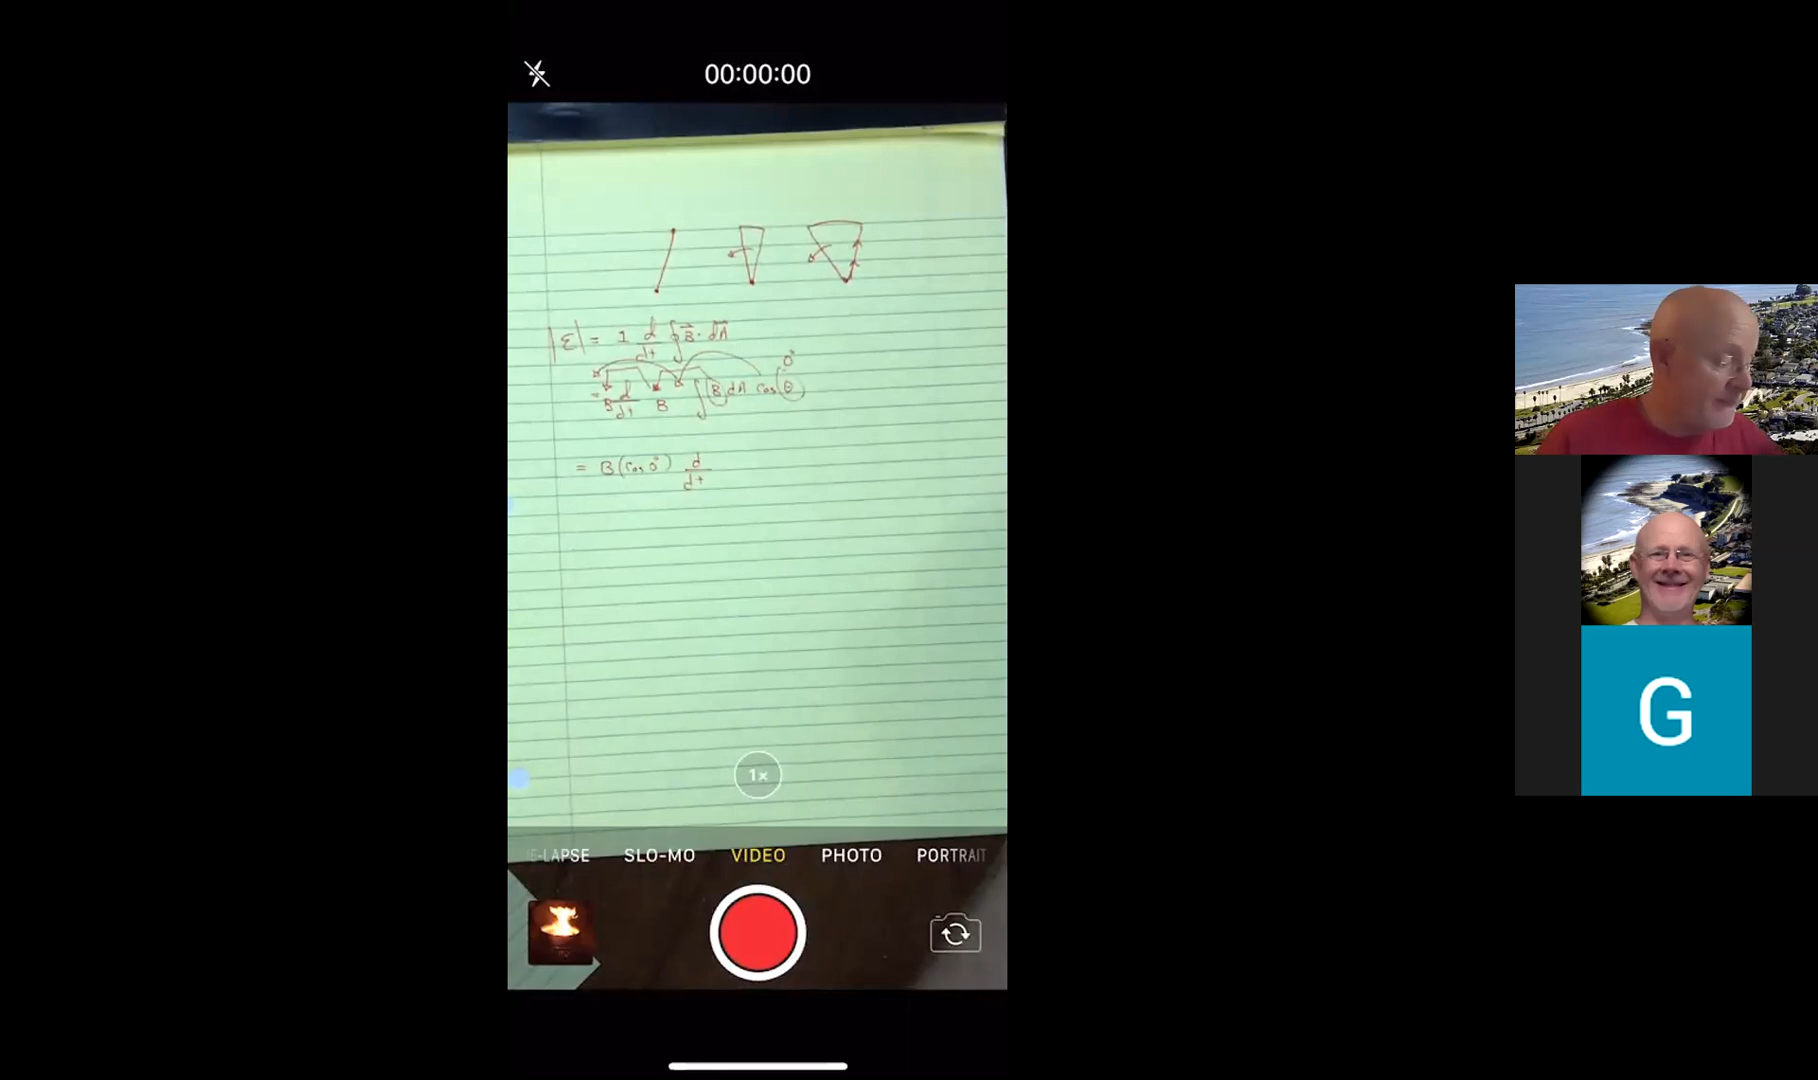 00:00:00
|ε| = 1 d/dt ∮ B⃗ · dA⃗
0°
= B d/dt B ∫ B dA cos θ
= B (cos 0°) d/dt
1x
E-LAPSE SLO-MO VIDEO PHOTO PORTRAIT
G